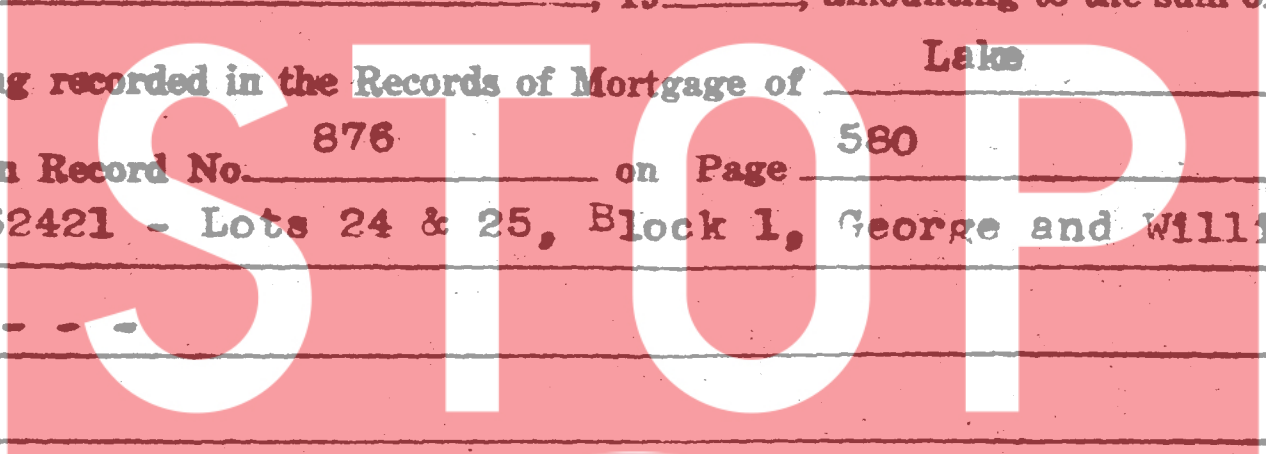 , 19____, amounting to the sum of
recorded in the Records of Mortgage of Lake
Record No. 876 on Page 580
2421 - Lots 24 & 25, Block 1, George and Willi
- - -
STOP